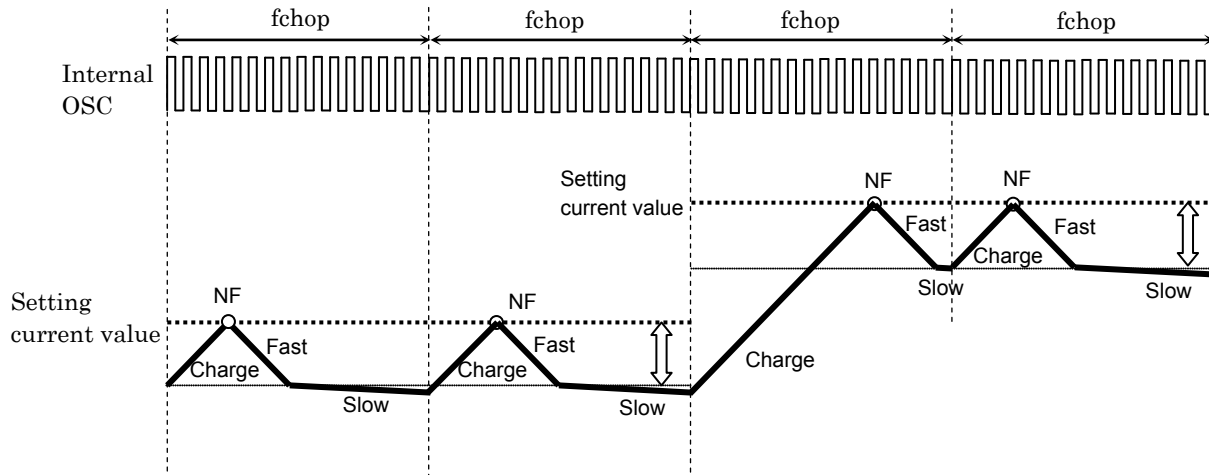 fchop fchop fchop fchop
Internal
OSC
Setting
current value
NF
Fast
Charge
Slow
NF
Fast
Charge
Slow
Setting
current value
NF
Fast
Charge
Slow
NF
Fast
Charge
Slow